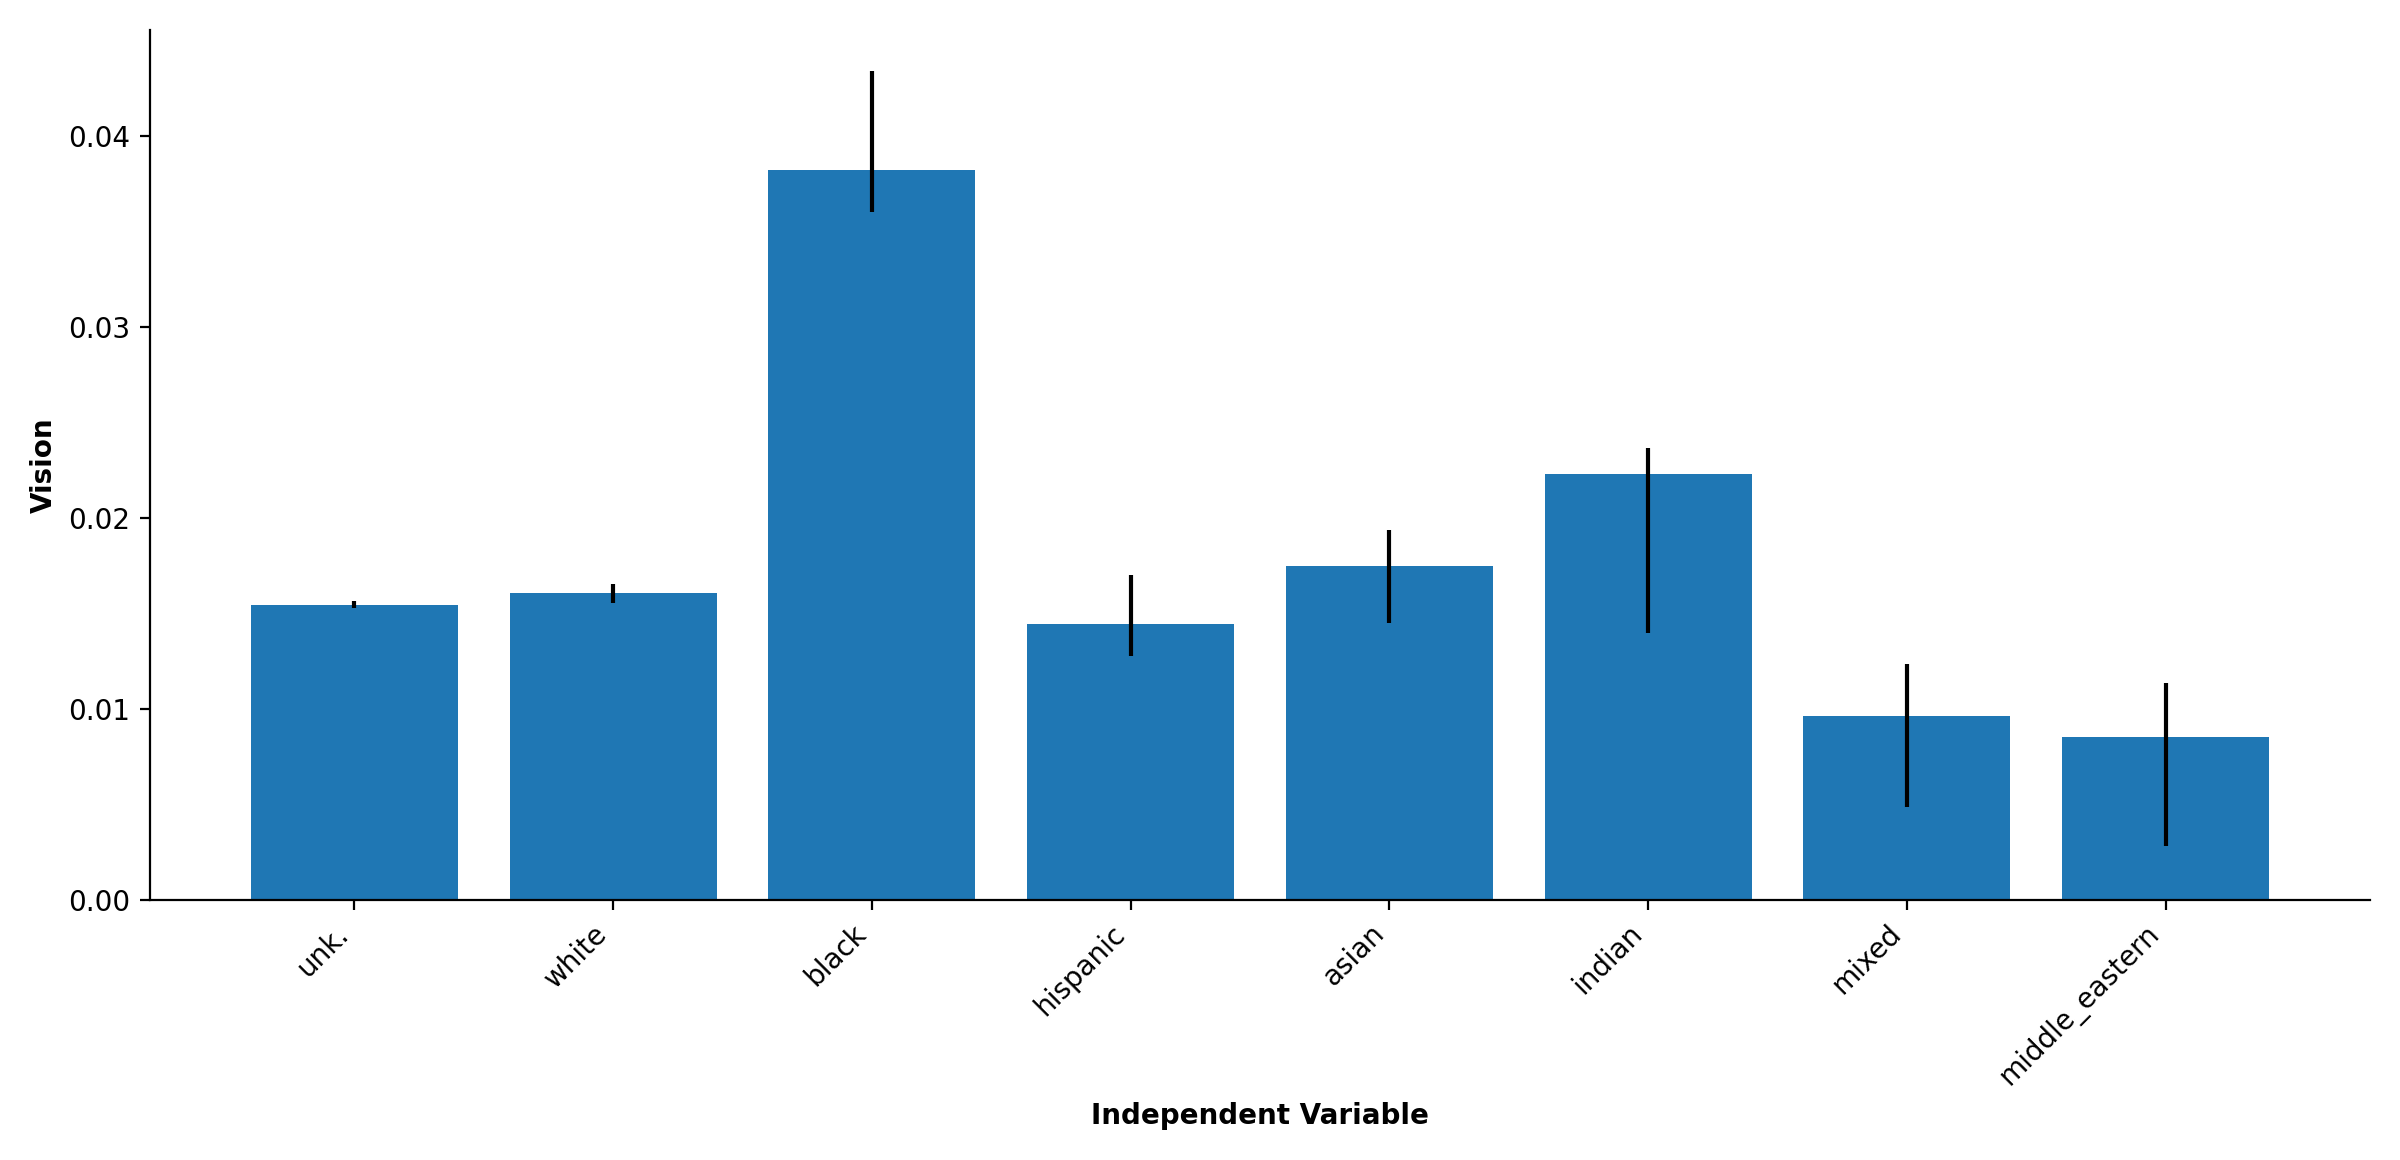 Vision
0.04
0.03
0.02
0.01
0.00
unk.
white
black
hispanic
asian
indian
mixed
middle_eastern
Independent Variable